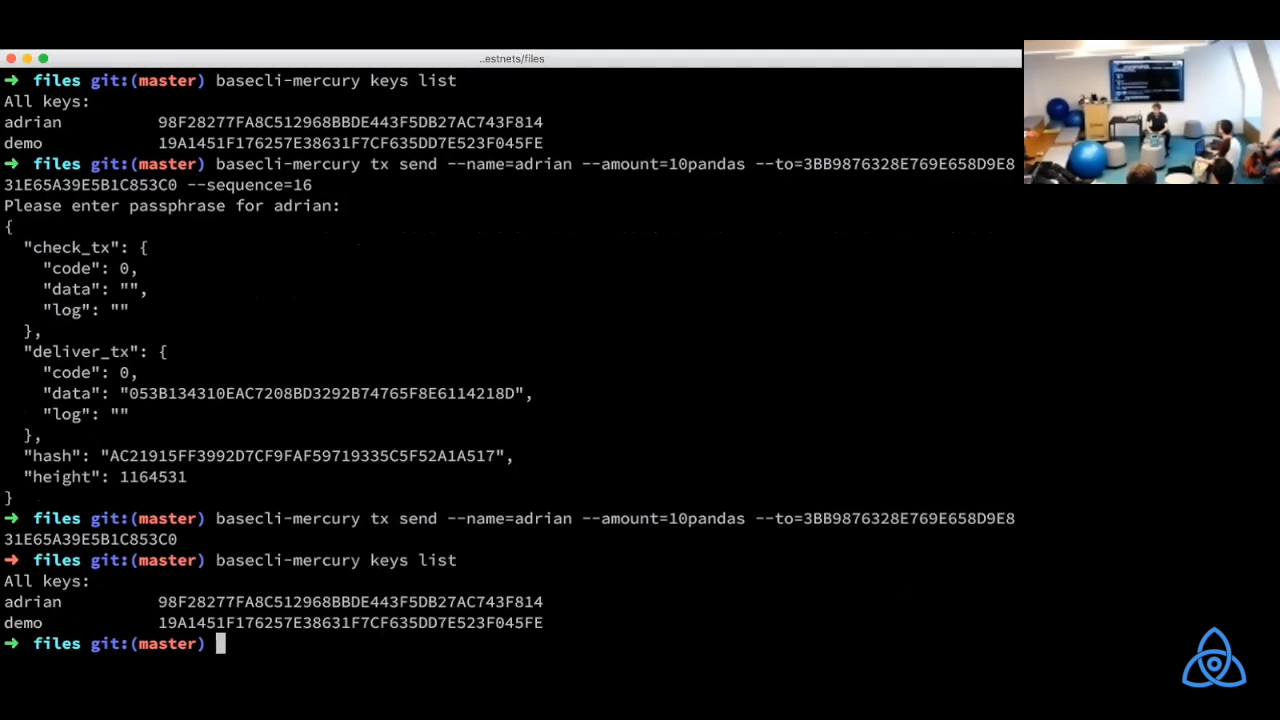 ..estnets/files
➜ files git:(master) basecli-mercury keys list
All keys:
adrian 98F28277FA8C512968BBDE443F5DB27AC743F814
demo 19A1451F176257E38631F7CF635DD7E523F045FE
➜ files git:(master) basecli-mercury tx send --name=adrian --amount=10pandas --to=3BB9876328E769E658D9E8
31E65A39E5B1C853C0 --sequence=16
Please enter passphrase for adrian:
{
"check_tx": {
"code": 0,
"data": "",
"log": ""
},
"deliver_tx": {
"code": 0,
"data": "053B134310EAC7208BD3292B74765F8E6114218D",
"log": ""
},
"hash": "AC21915FF3992D7CF9FAF59719335C5F52A1A517",
"height": 1164531
}
➜ files git:(master) basecli-mercury tx send --name=adrian --amount=10pandas --to=3BB9876328E769E658D9E8
31E65A39E5B1C853C0
➜ files git:(master) basecli-mercury keys list
All keys:
adrian 98F28277FA8C512968BBDE443F5DB27AC743F814
demo 19A1451F176257E38631F7CF635DD7E523F045FE
➜ files git:(master)